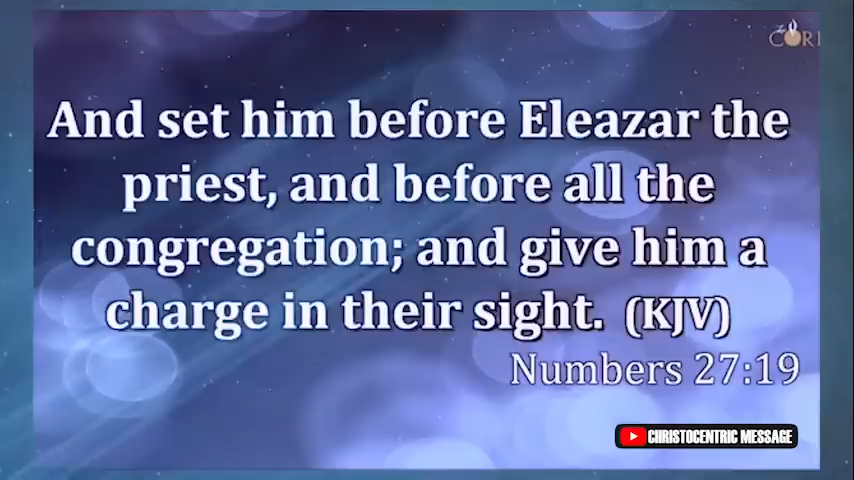 And set him before Eleazar the
priest, and before all the
congregation; and give him a
charge in their sight. (KJV)
Numbers 27:19
CHRISTOCENTRIC MESSAGE